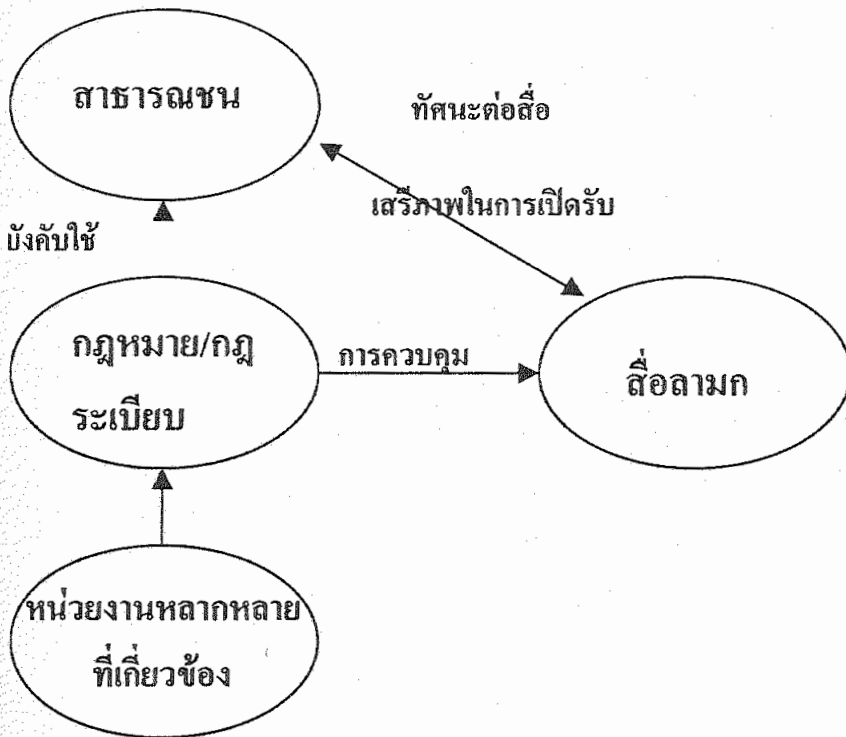 สาธารณชน
ทัศนะต่อสื่อ
เสรีภาพในการเปิดรับ
บังคับใช้
กฎหมาย/กฎ
ระเบียบ
การควบคุม
สื่อลามก
หน่วยงานหลากหลาย
ที่เกี่ยวข้อง